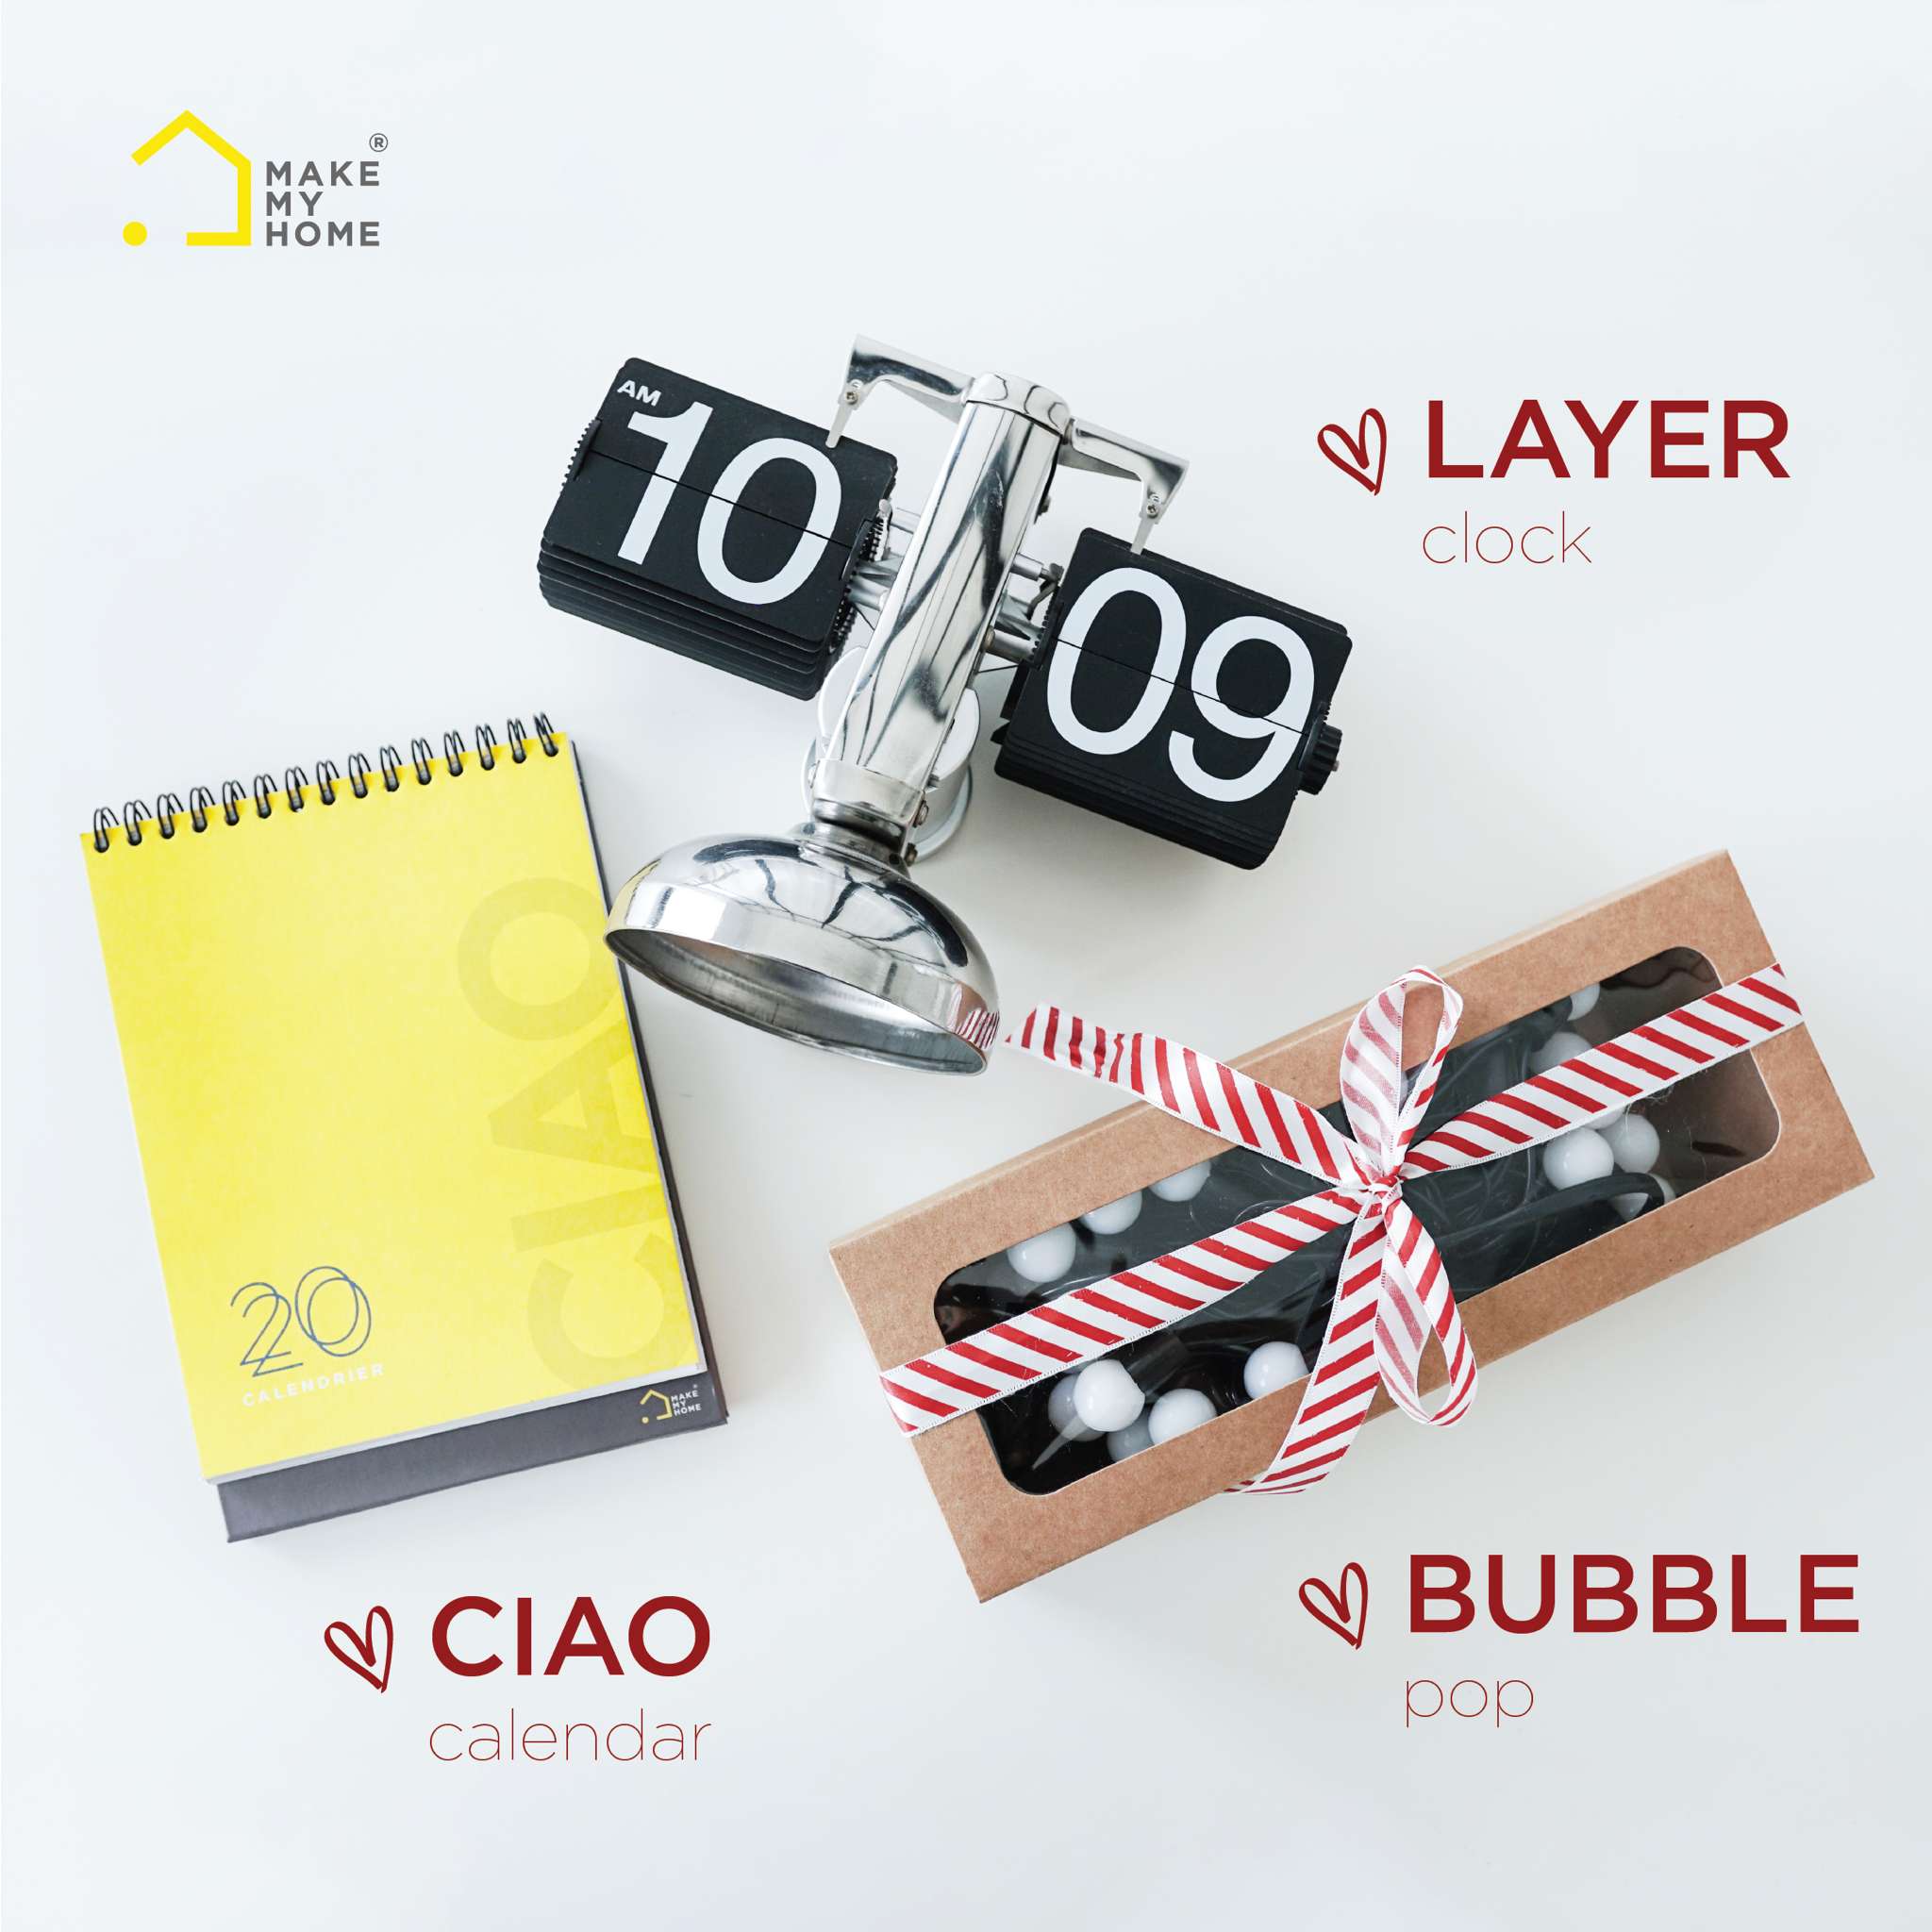 ®
MAKE
MY
HOME
AM
10
09
LAYER
clock
CIAO
20
CALENDRIER
MAKE
MY
HOME
CIAO
calendar
BUBBLE
pop